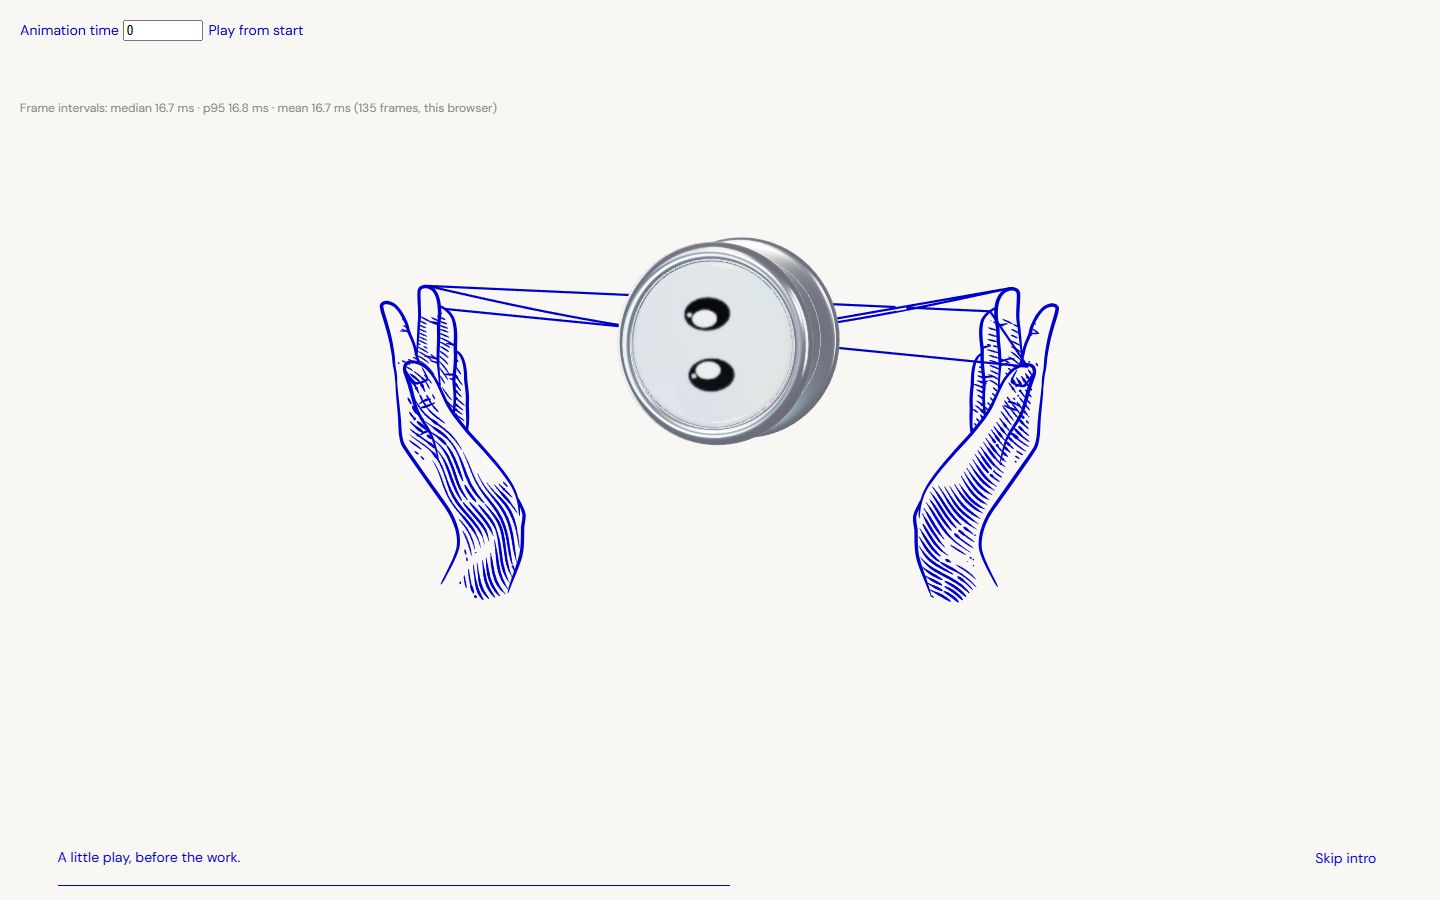 Animation time 0 Play from start
Frame intervals: median 16.7 ms · p95 16.8 ms · mean 16.7 ms (135 frames, this browser)
A little play, before the work.
Skip intro